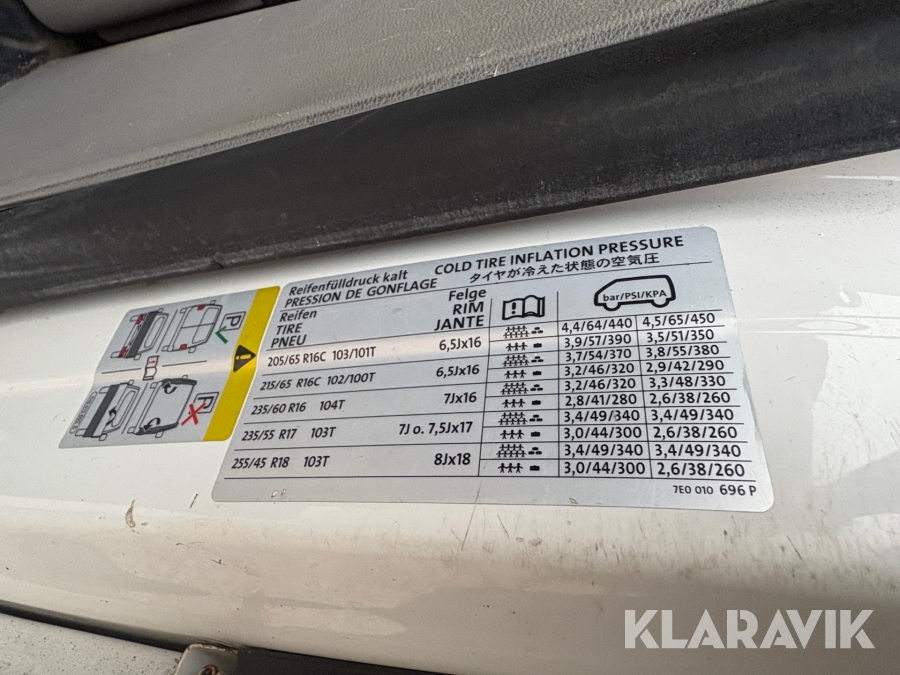 Reifenfülldruck kalt COLD TIRE INFLATION PRESSURE
PRESSION DE GONFLAGE タイヤが冷えた状態の空気圧
Reifen Felge
TIRE RIM
PNEU JANTE
bar/PSI/KPA
205/65 R16C 103/101T 6,5Jx16 4,4/64/440 4,5/65/450
3,9/57/390 3,5/51/350
215/65 R16C 102/100T 6,5Jx16 3,7/54/370 3,8/55/380
3,2/46/320 2,9/42/290
235/60 R16 104T 7Jx16 3,2/46/320 3,3/48/330
2,8/41/280 2,6/38/260
235/55 R17 103T 7J o. 7,5Jx17 3,4/49/340 3,4/49/340
3,0/44/300 2,6/38/260
255/45 R18 103T 8Jx18 3,4/49/340 3,4/49/340
3,0/44/300 2,6/38/260
7E0 010 696 P
P
R
KLARAVIK